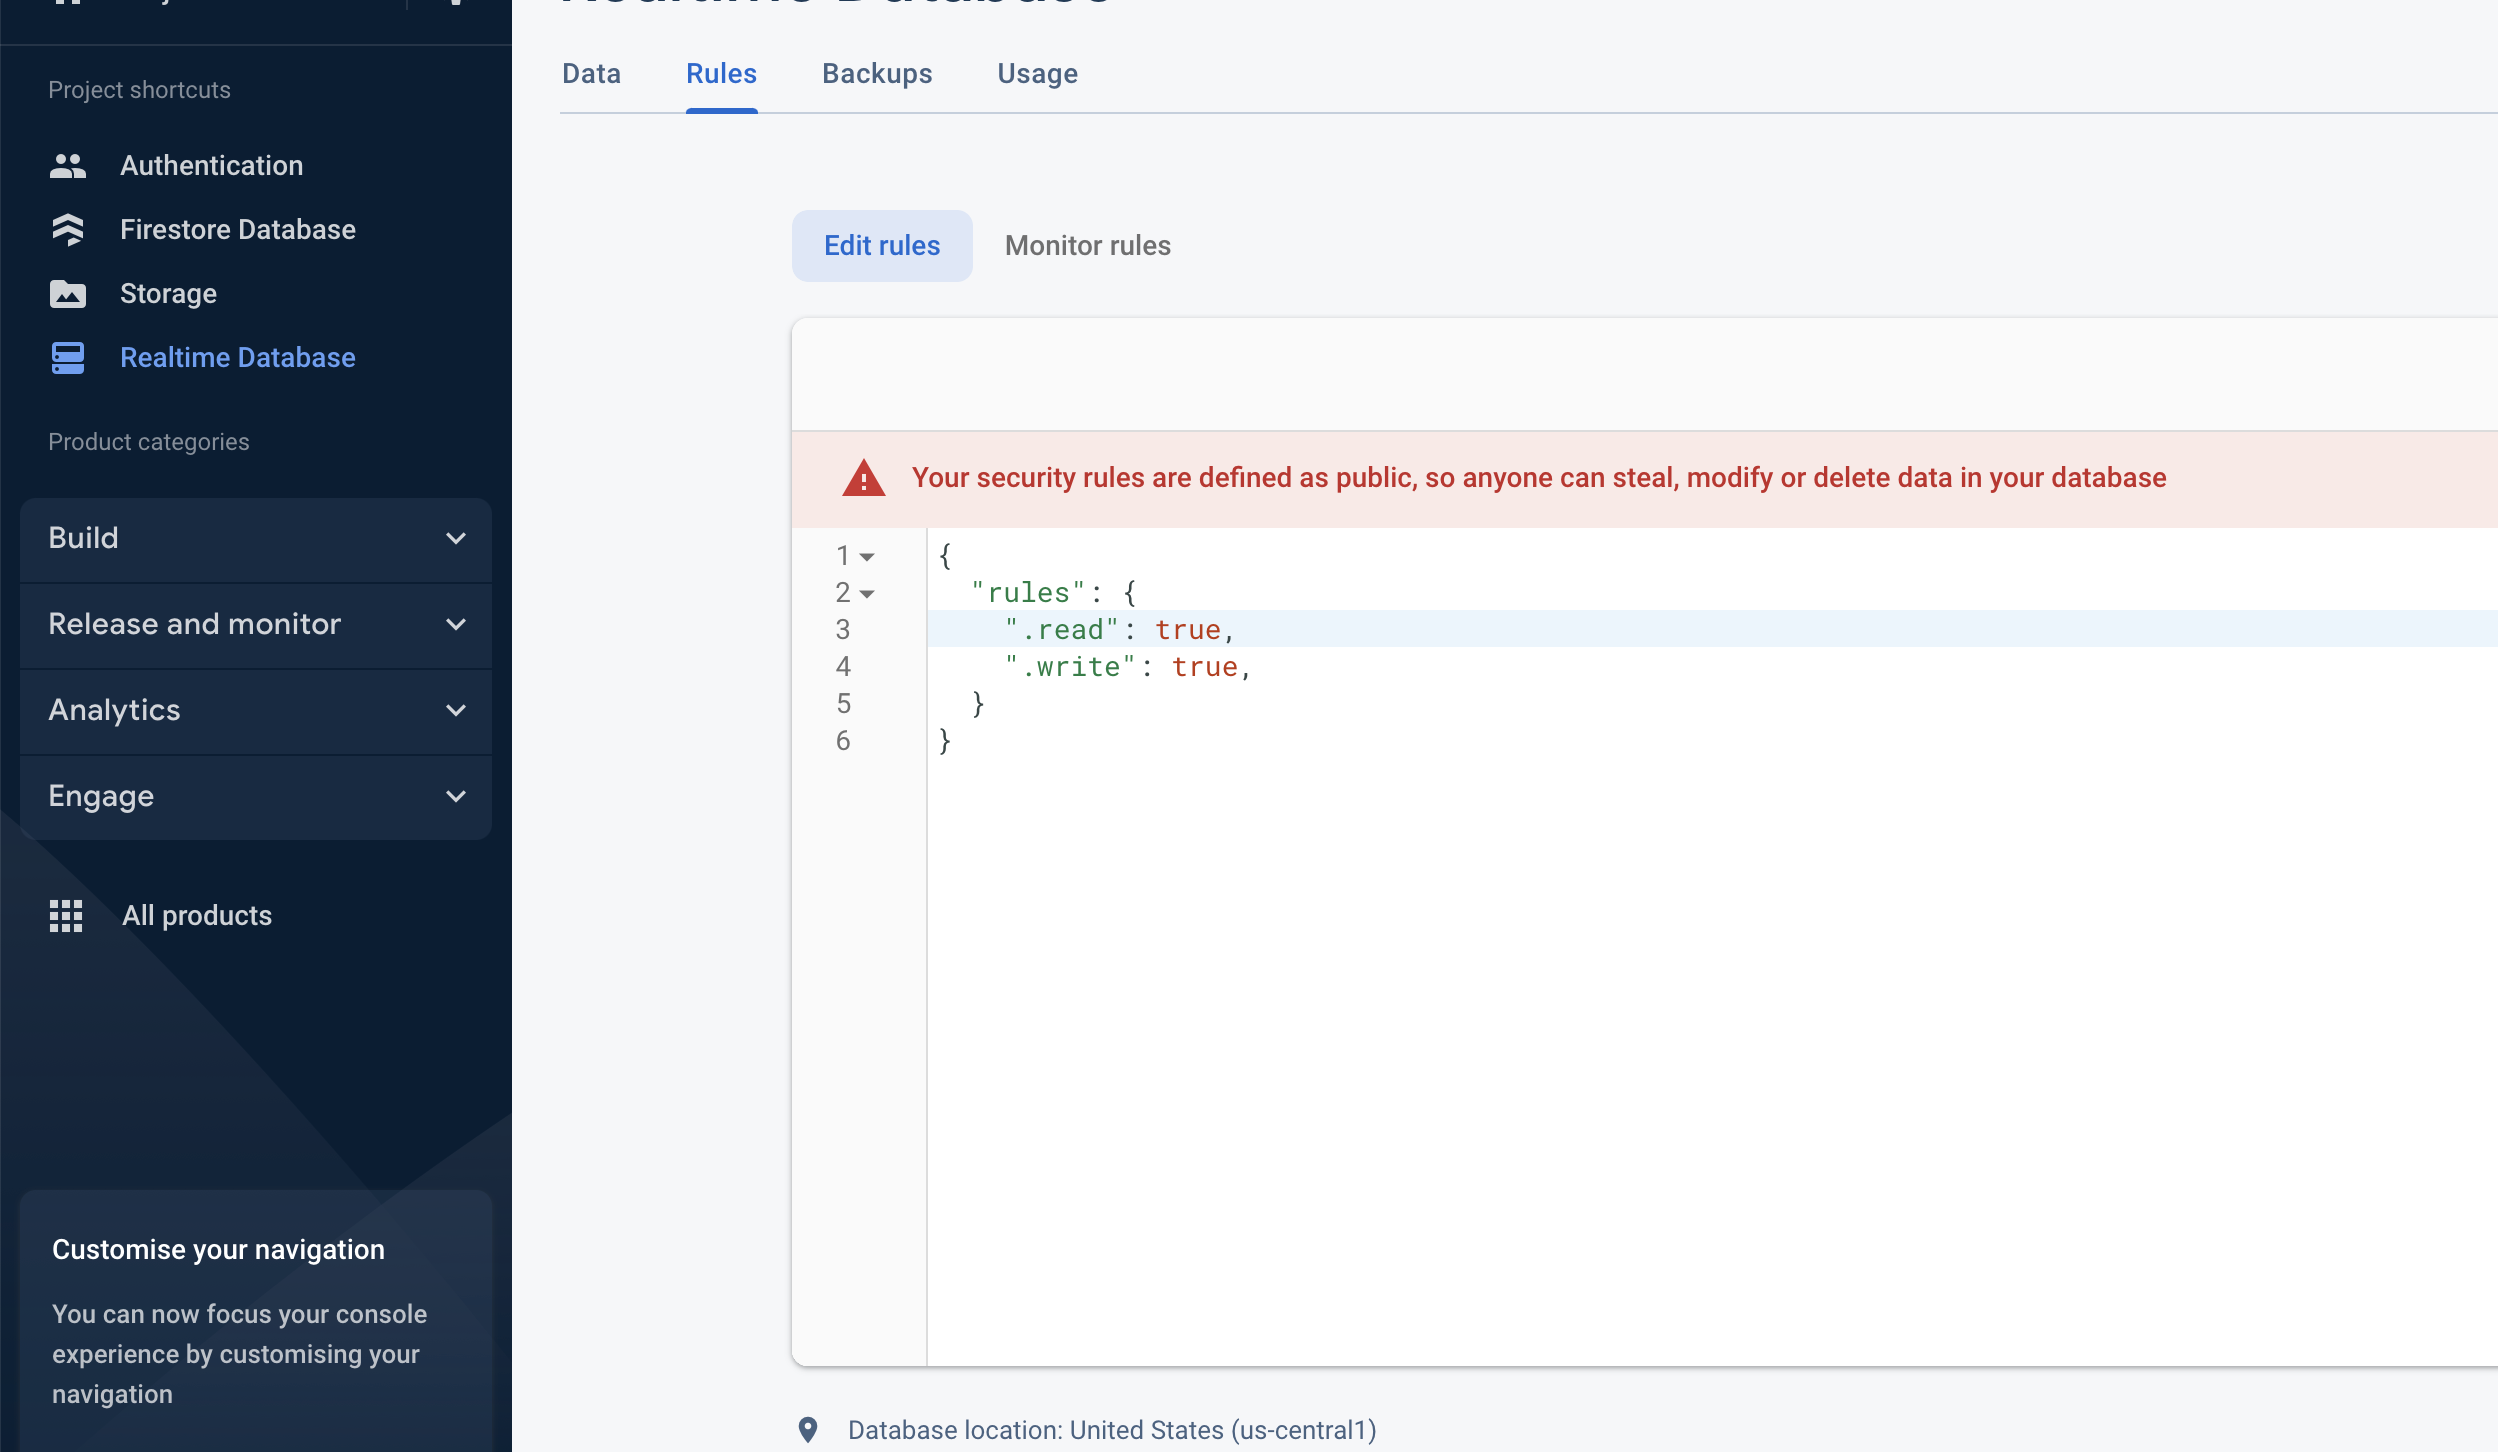 Project shortcuts
Authentication
Firestore Database
Storage
Realtime Database
Product categories
Build
Release and monitor
Analytics
Engage
All products
Customise your navigation
You can now focus your console
experience by customising your
navigation
Realtime Database
Data Rules Backups Usage
Edit rules Monitor rules
Your security rules are defined as public, so anyone can steal, modify or delete data in your database
1 {
2 "rules": {
3 ".read": true,
4 ".write": true,
5 }
6 }
Database location: United States (us-central1)